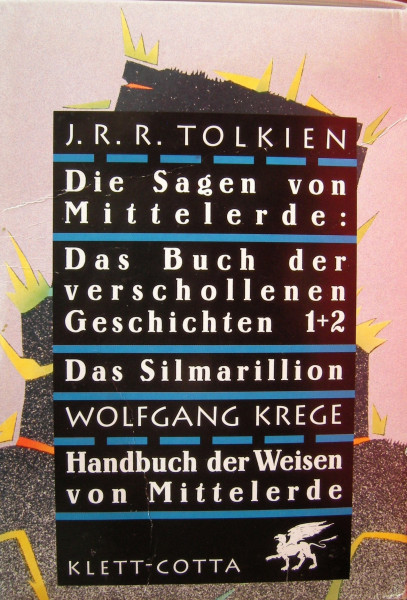 J. R. R. TOLKIEN
Die Sagen von
Mittelerde:
Das Buch der
verschollenen
Geschichten 1+2
Das Silmarillion
WOLFGANG KREGE
Handbuch der Weisen
von Mittelerde
KLETT-COTTA